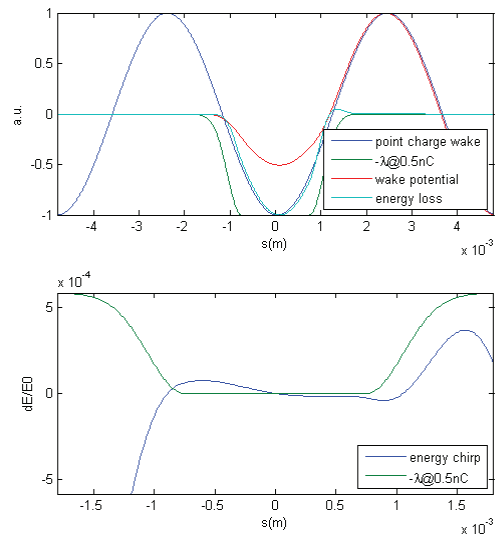 1
0.5
0
-0.5
-1
a.u.
-4 -3 -2 -1 0 1 2 3 4
s(m)
x 10⁻³
point charge wake
-λ@0.5nC
wake potential
energy loss
x 10⁻⁴
5
0
-5
dE/E0
-1.5 -1 -0.5 0 0.5 1 1.5
s(m)
x 10⁻³
energy chirp
-λ@0.5nC